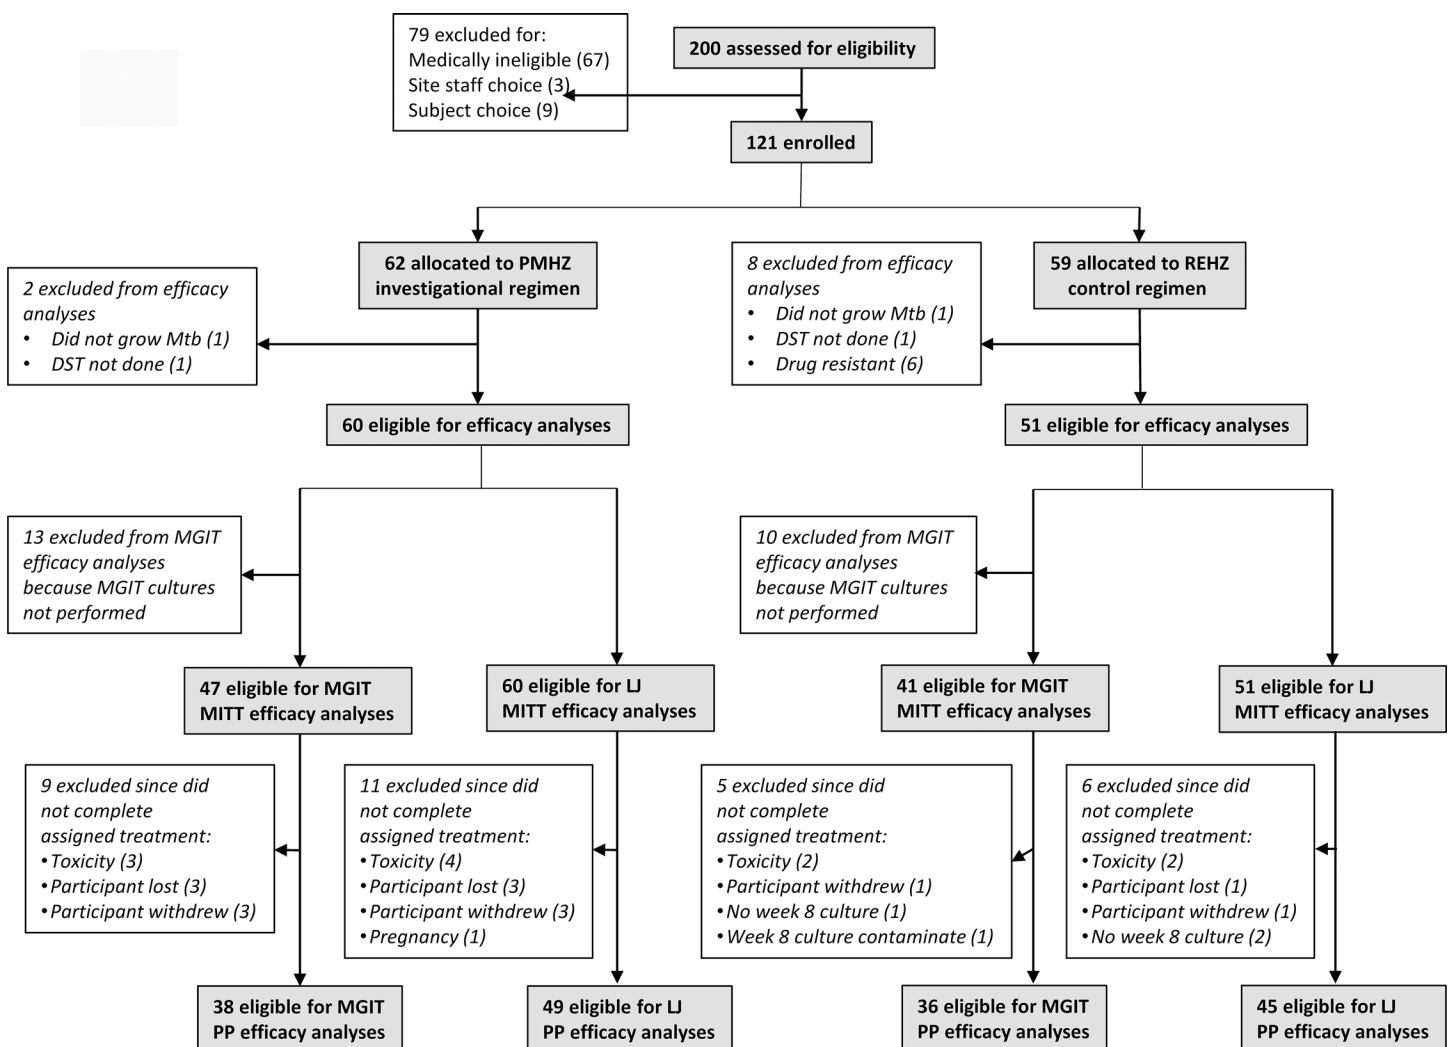 79 excluded for:
Medically ineligible (67)
Site staff choice (3)
Subject choice (9)
200 assessed for eligibility
121 enrolled
2 excluded from efficacy
analyses
• Did not grow Mtb (1)
• DST not done (1)
62 allocated to PMHZ
investigational regimen
8 excluded from efficacy
analyses
• Did not grow Mtb (1)
• DST not done (1)
• Drug resistant (6)
59 allocated to REHZ
control regimen
60 eligible for efficacy analyses
51 eligible for efficacy analyses
13 excluded from MGIT
efficacy analyses
because MGIT cultures
not performed
10 excluded from MGIT
efficacy analyses
because MGIT cultures
not performed
47 eligible for MGIT
MITT efficacy analyses
60 eligible for LJ
MITT efficacy analyses
41 eligible for MGIT
MITT efficacy analyses
51 eligible for LJ
MITT efficacy analyses
9 excluded since did
not complete
assigned treatment:
• Toxicity (3)
• Participant lost (3)
• Participant withdrew (3)
11 excluded since did
not complete
assigned treatment:
• Toxicity (4)
• Participant lost (3)
• Participant withdrew (3)
• Pregnancy (1)
5 excluded since did
not complete
assigned treatment:
• Toxicity (2)
• Participant withdrew (1)
• No week 8 culture (1)
• Week 8 culture contaminate (1)
6 excluded since did
not complete
assigned treatment:
• Toxicity (2)
• Participant lost (1)
• Participant withdrew (1)
• No week 8 culture (2)
38 eligible for MGIT
PP efficacy analyses
49 eligible for LJ
PP efficacy analyses
36 eligible for MGIT
PP efficacy analyses
45 eligible for LJ
PP efficacy analyses